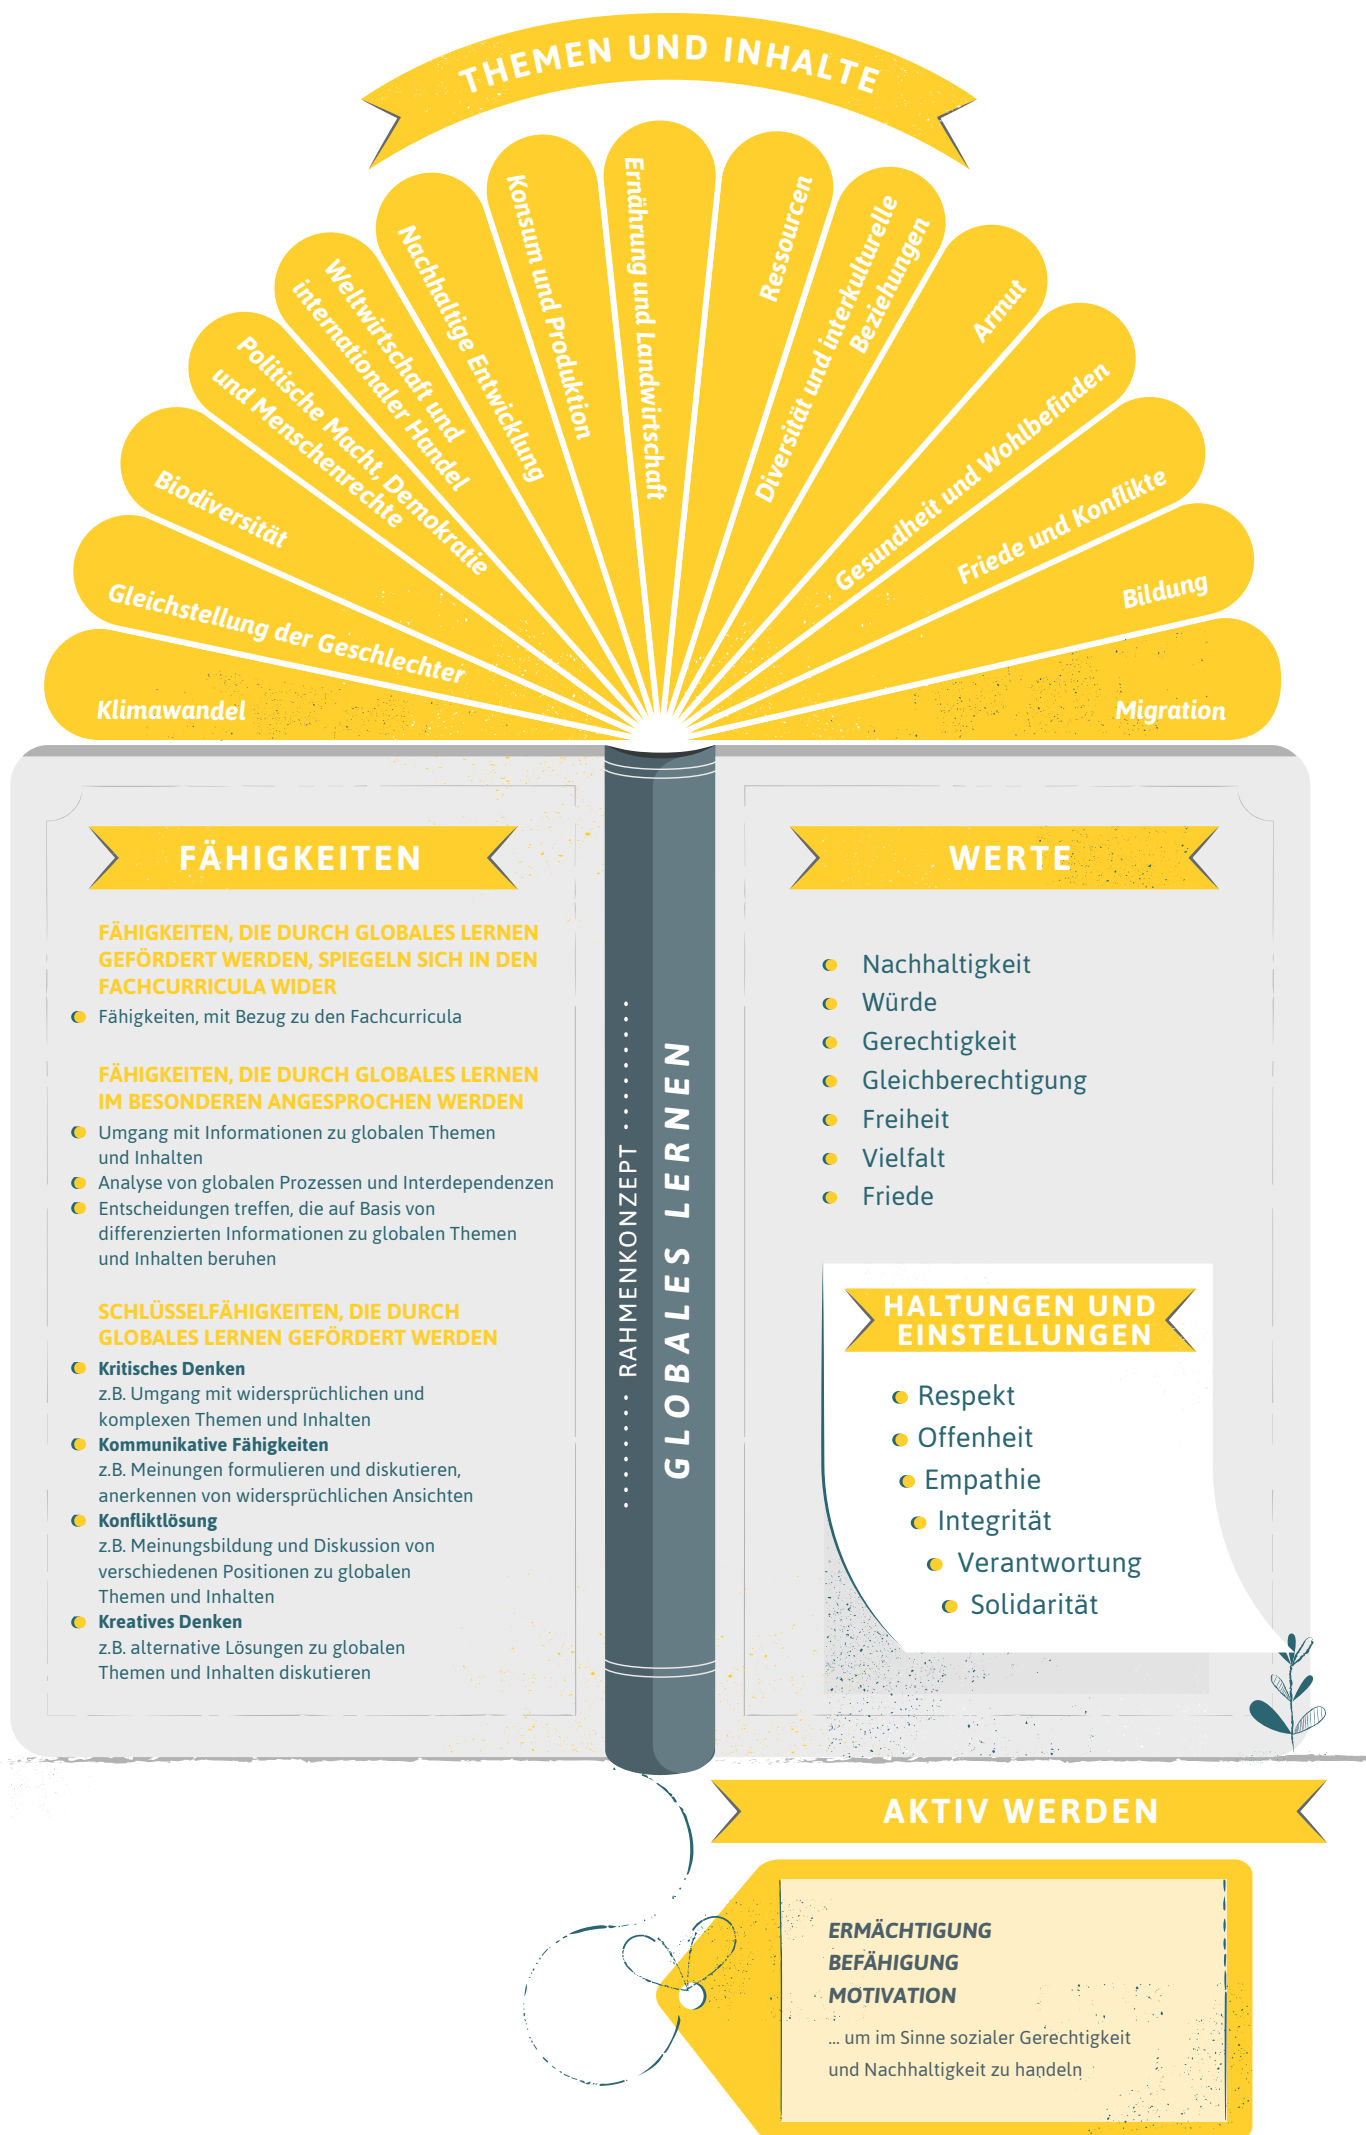 THEMEN UND INHALTE
Klimawandel
Gleichstellung der Geschlechter
Biodiversität
Politische Macht, Demokratie
und Menschenrechte
Weltwirtschaft und
internationaler Handel
Nachhaltige Entwicklung
Konsum und Produktion
Ernährung und Landwirtschaft
Ressourcen
Diversität und interkulturelle
Beziehungen
Armut
Gesundheit und Wohlbefinden
Friede und Konflikte
Bildung
Migration
FÄHIGKEITEN
FÄHIGKEITEN, DIE DURCH GLOBALES LERNEN
GEFÖRDERT WERDEN, SPIEGELN SICH IN DEN
FACHCURRICULA WIDER
Fähigkeiten, mit Bezug zu den Fachcurricula
FÄHIGKEITEN, DIE DURCH GLOBALES LERNEN
IM BESONDEREN ANGESPROCHEN WERDEN
Umgang mit Informationen zu globalen Themen
und Inhalten
Analyse von globalen Prozessen und Interdependenzen
Entscheidungen treffen, die auf Basis von
differenzierten Informationen zu globalen Themen
und Inhalten beruhen
SCHLÜSSELFÄHIGKEITEN, DIE DURCH
GLOBALES LERNEN GEFÖRDERT WERDEN
Kritisches Denken
z.B. Umgang mit widersprüchlichen und
komplexen Themen und Inhalten
Kommunikative Fähigkeiten
z.B. Meinungen formulieren und diskutieren,
anerkennen von widersprüchlichen Ansichten
Konfliktlösung
z.B. Meinungsbildung und Diskussion von
verschiedenen Positionen zu globalen
Themen und Inhalten
Kreatives Denken
z.B. alternative Lösungen zu globalen
Themen und Inhalten diskutieren
RAHMENKONZEPT
GLOBALES LERNEN
WERTE
Nachhaltigkeit
Würde
Gerechtigkeit
Gleichberechtigung
Freiheit
Vielfalt
Friede
HALTUNGEN UND
EINSTELLUNGEN
Respekt
Offenheit
Empathie
Integrität
Verantwortung
Solidarität
AKTIV WERDEN
ERMÄCHTIGUNG
BEFÄHIGUNG
MOTIVATION
... um im Sinne sozialer Gerechtigkeit
und Nachhaltigkeit zu handeln